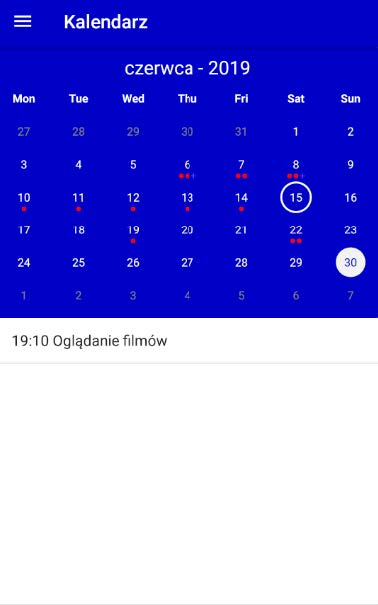 Kalendarz
czerwca - 2019
Mon Tue Wed Thu Fri Sat Sun
27 28 29 30 31 1 2
3 4 5 6 7 8 9
10 11 12 13 14 15 16
17 18 19 20 21 22 23
24 25 26 27 28 29 30
1 2 3 4 5 6 7
19:10 Oglądanie filmów